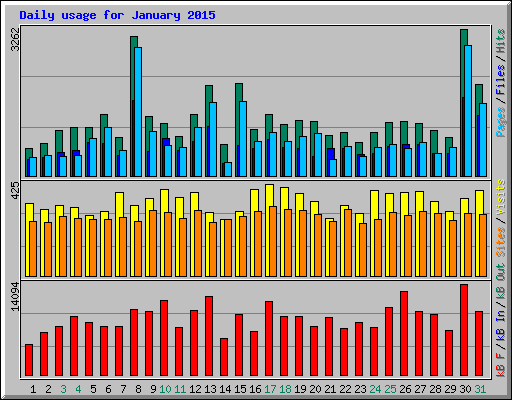 Daily usage for January 2015
3262
Pages / Files / Hits
425
Sites / Visits
14094
kB F / kB In / kB Out
1 2 3 4 5 6 7 8 9 10 11 12 13 14 15 16 17 18 19 20 21 22 23 24 25 26 27 28 29 30 31